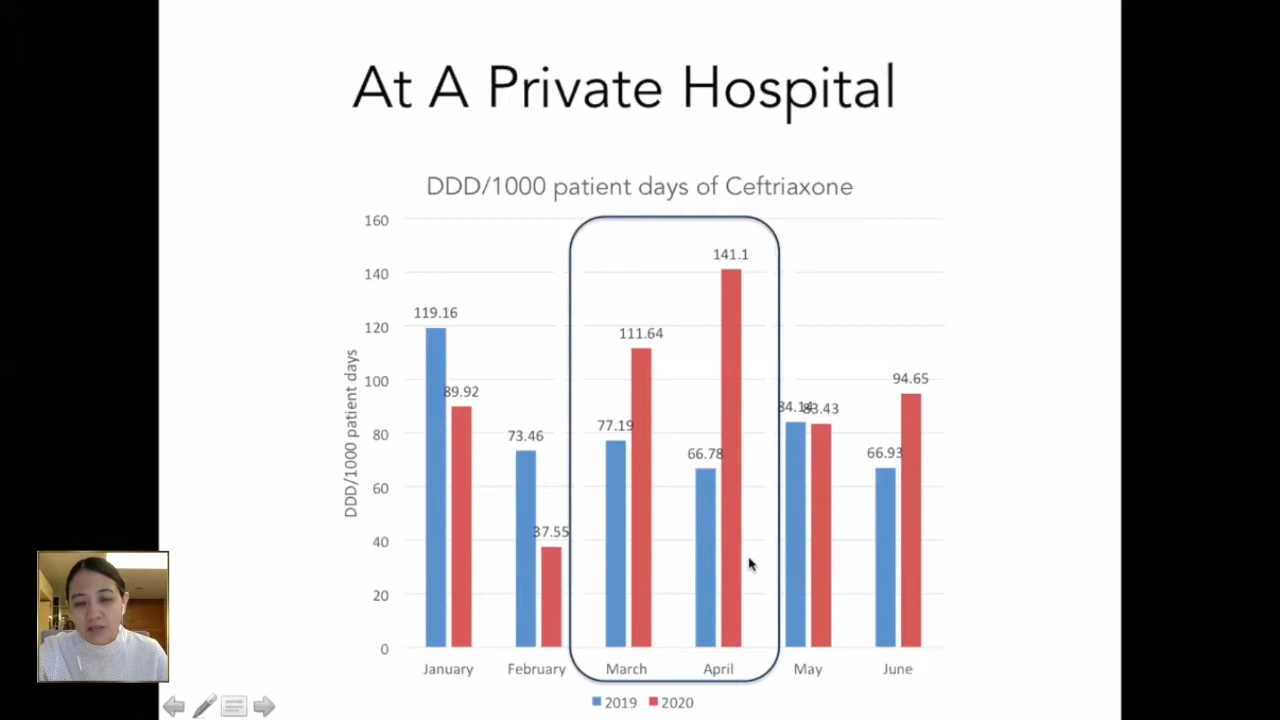 At A Private Hospital
DDD/1000 patient days of Ceftriaxone
DDD/1000 patient days
160
140
120
100
80
60
40
20
0
119.16
89.92
73.46
37.55
77.19
111.64
66.78
141.1
84.14
83.43
66.93
94.65
January
February
March
April
May
June
2019
2020